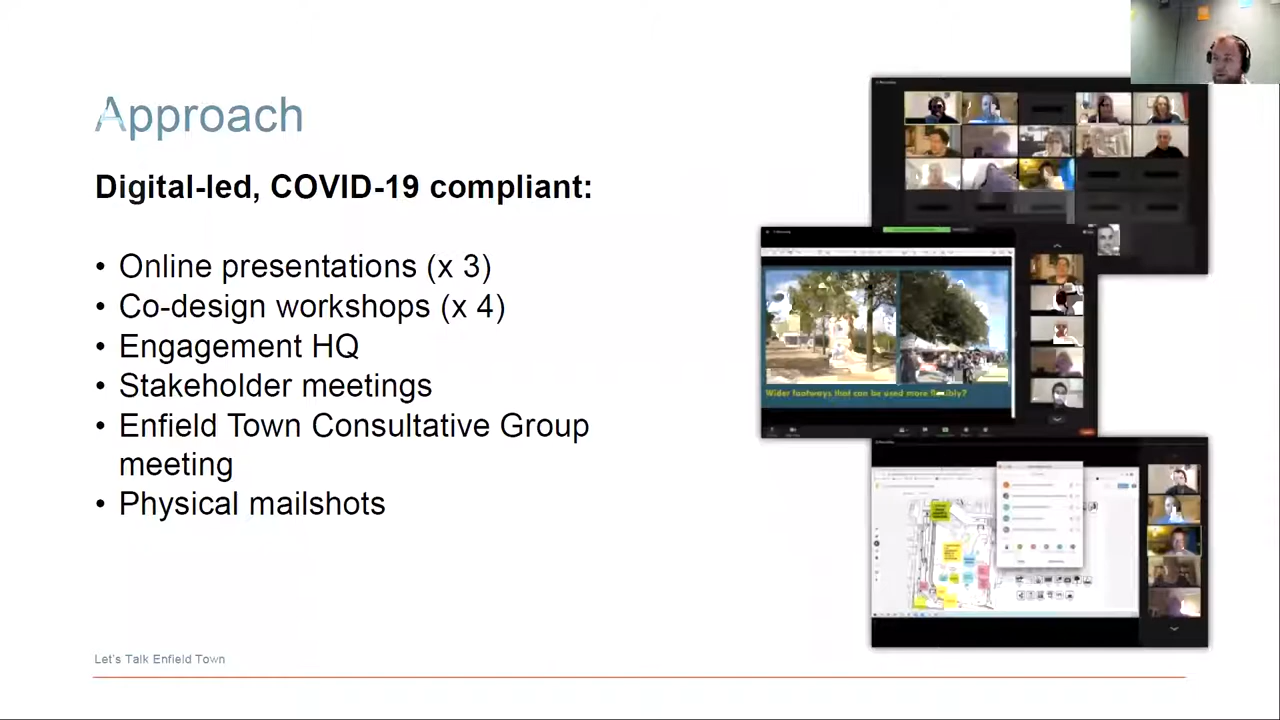 Approach
Digital-led, COVID-19 compliant:
• Online presentations (x 3)
• Co-design workshops (x 4)
• Engagement HQ
• Stakeholder meetings
• Enfield Town Consultative Group
meeting
• Physical mailshots
Wider footways that can be used more flexibly?
Let's Talk Enfield Town